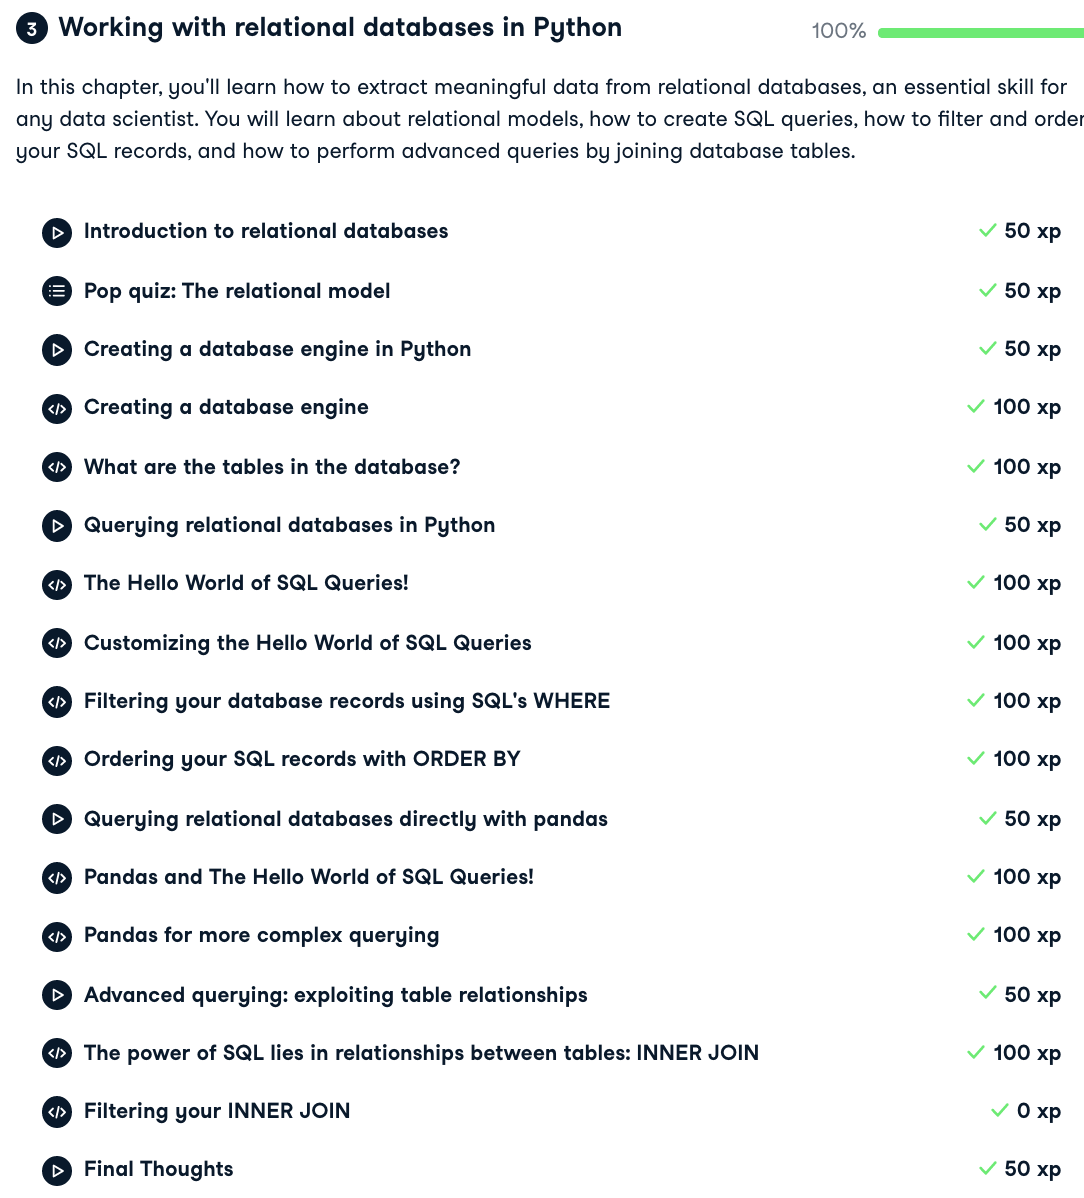 3 Working with relational databases in Python 100%
In this chapter, you'll learn how to extract meaningful data from relational databases, an essential skill for
any data scientist. You will learn about relational models, how to create SQL queries, how to filter and order
your SQL records, and how to perform advanced queries by joining database tables.
Introduction to relational databases 50 xp
Pop quiz: The relational model 50 xp
Creating a database engine in Python 50 xp
Creating a database engine 100 xp
What are the tables in the database? 100 xp
Querying relational databases in Python 50 xp
The Hello World of SQL Queries! 100 xp
Customizing the Hello World of SQL Queries 100 xp
Filtering your database records using SQL's WHERE 100 xp
Ordering your SQL records with ORDER BY 100 xp
Querying relational databases directly with pandas 50 xp
Pandas and The Hello World of SQL Queries! 100 xp
Pandas for more complex querying 100 xp
Advanced querying: exploiting table relationships 50 xp
The power of SQL lies in relationships between tables: INNER JOIN 100 xp
Filtering your INNER JOIN 0 xp
Final Thoughts 50 xp